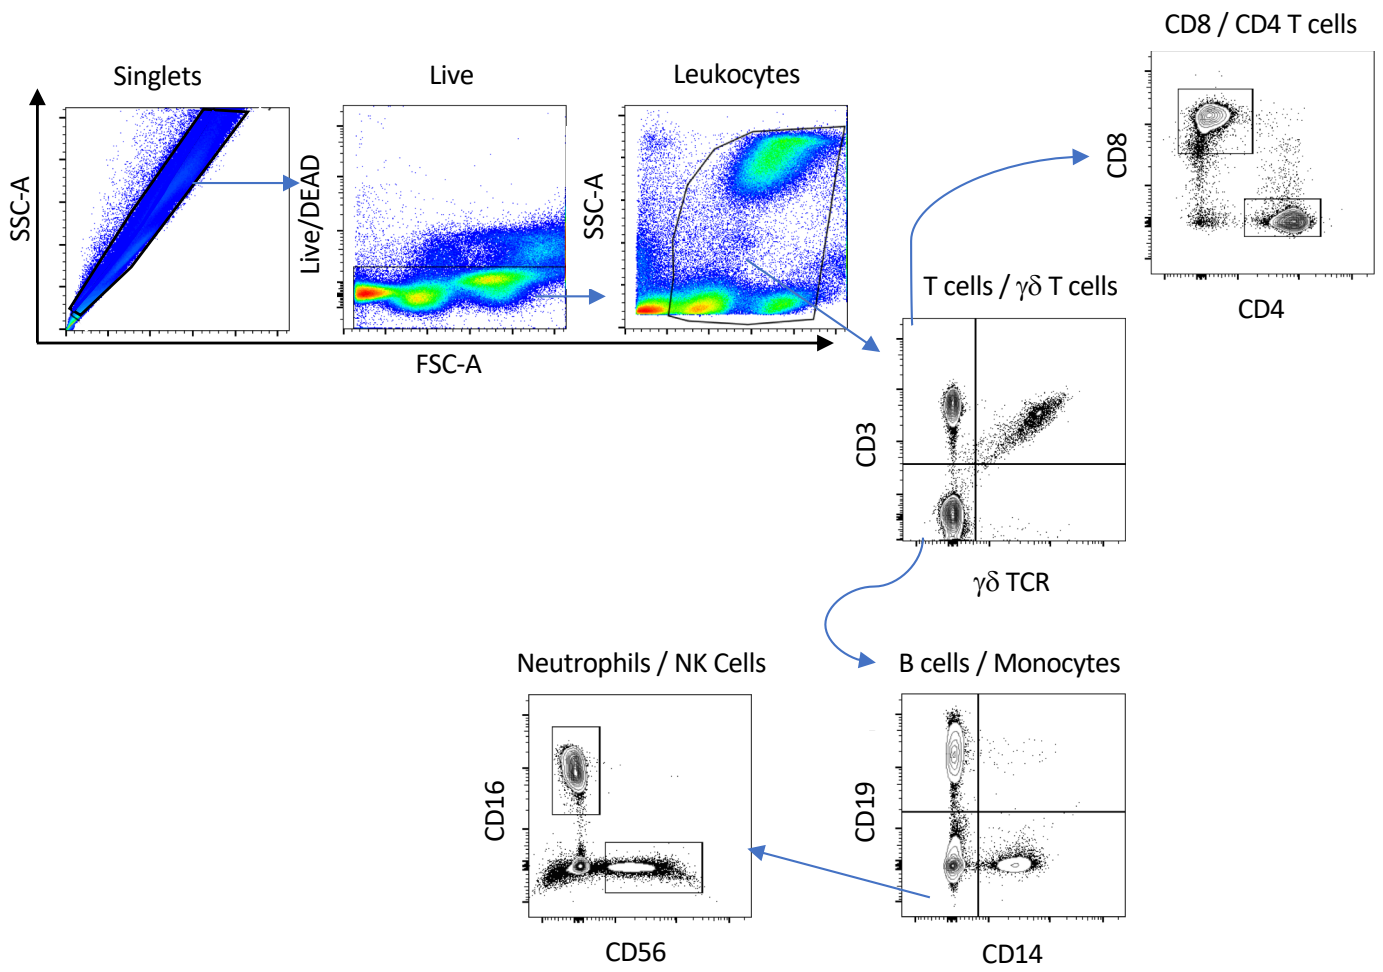 CD8 / CD4 T cells
Singlets
Live
Leukocytes
SSC-A
Live/DEAD
SSC-A
CD8
FSC-A
CD4
T cells / γδ T cells
CD3
γδ TCR
Neutrophils / NK Cells
B cells / Monocytes
CD16
CD19
CD56
CD14